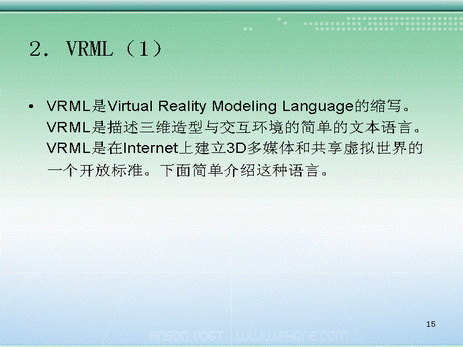 2. VRML（1）
• VRML是Virtual Reality Modeling Language的缩写。
VRML是描述三维造型与交互环境的简单的文本语言。
VRML是在Internet上建立3D多媒体和共享虚拟世界的
一个开放标准。下面简单介绍这种语言。
15